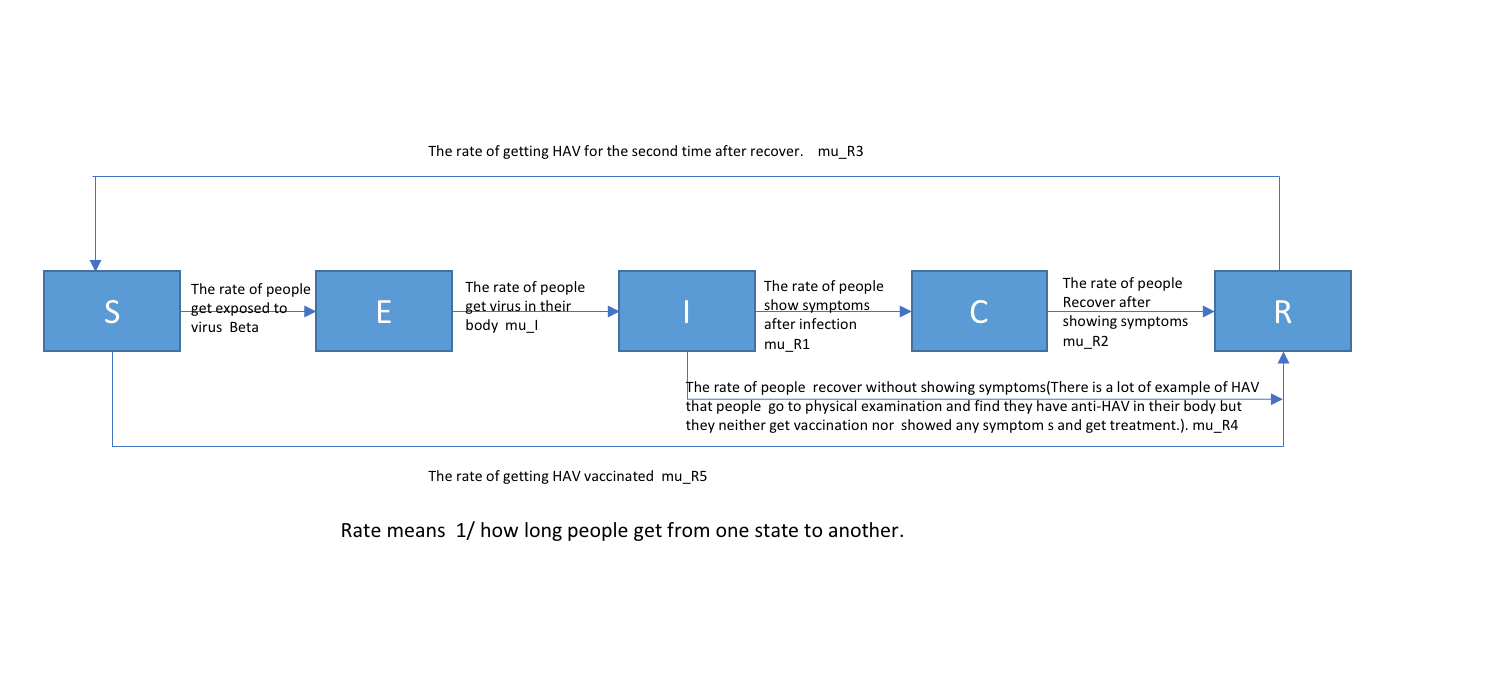 The rate of getting HAV for the second time after recover. mu_R3
S
The rate of people
get exposed to
virus Beta
E
The rate of people
get virus in their
body mu_I
I
The rate of people
show symptoms
after infection
mu_R1
C
The rate of people
Recover after
showing symptoms
mu_R2
R
The rate of people recover without showing symptoms(There is a lot of example of HAV
that people go to physical examination and find they have anti-HAV in their body but
they neither get vaccination nor showed any symptom s and get treatment.). mu_R4
The rate of getting HAV vaccinated mu_R5
Rate means 1/ how long people get from one state to another.